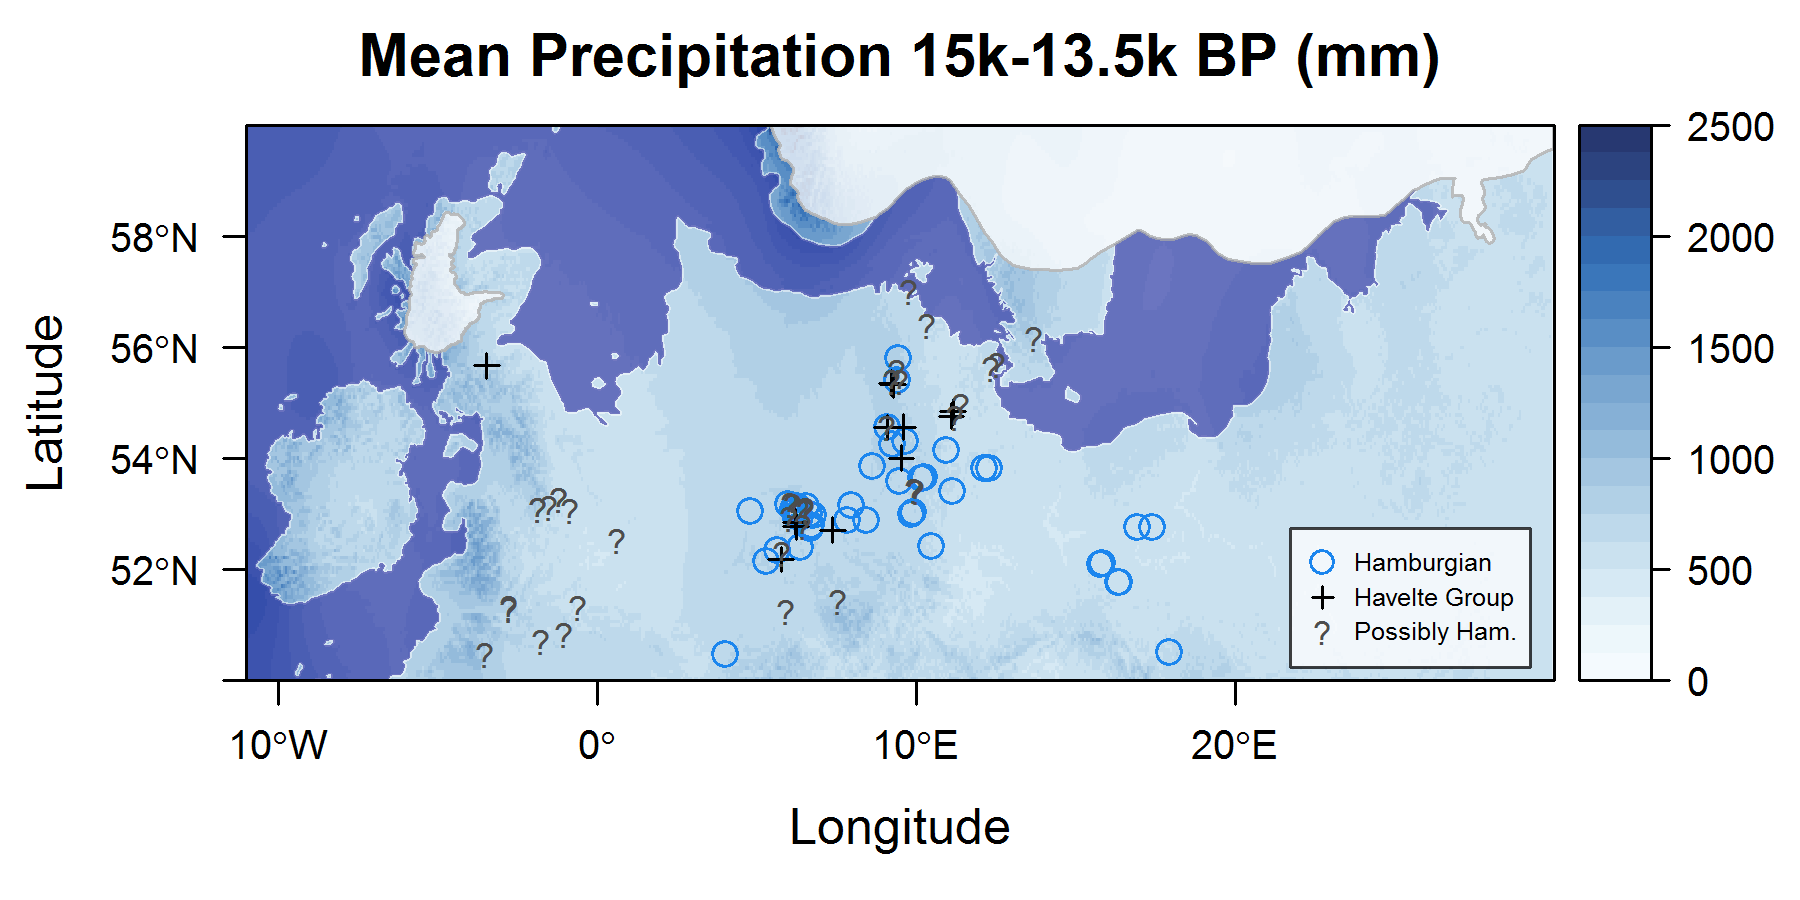 Mean Precipitation 15k-13.5k BP (mm)
Latitude
58°N
56°N
54°N
52°N
10°W
0°
10°E
20°E
Longitude
Hamburgian
Havelte Group
? Possibly Ham.
2500
2000
1500
1000
500
0